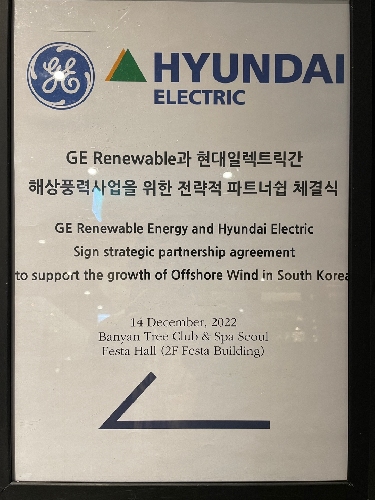 GE
HYUNDAI
ELECTRIC
GE Renewable과 현대일렉트릭간
해상풍력사업을 위한 전략적 파트너쉽 체결식
GE Renewable Energy and Hyundai Electric
Sign strategic partnership agreement
to support the growth of Offshore Wind in South Korea
14 December, 2022
Banyan Tree Club & Spa Seoul
Festa Hall (2F Festa Building)